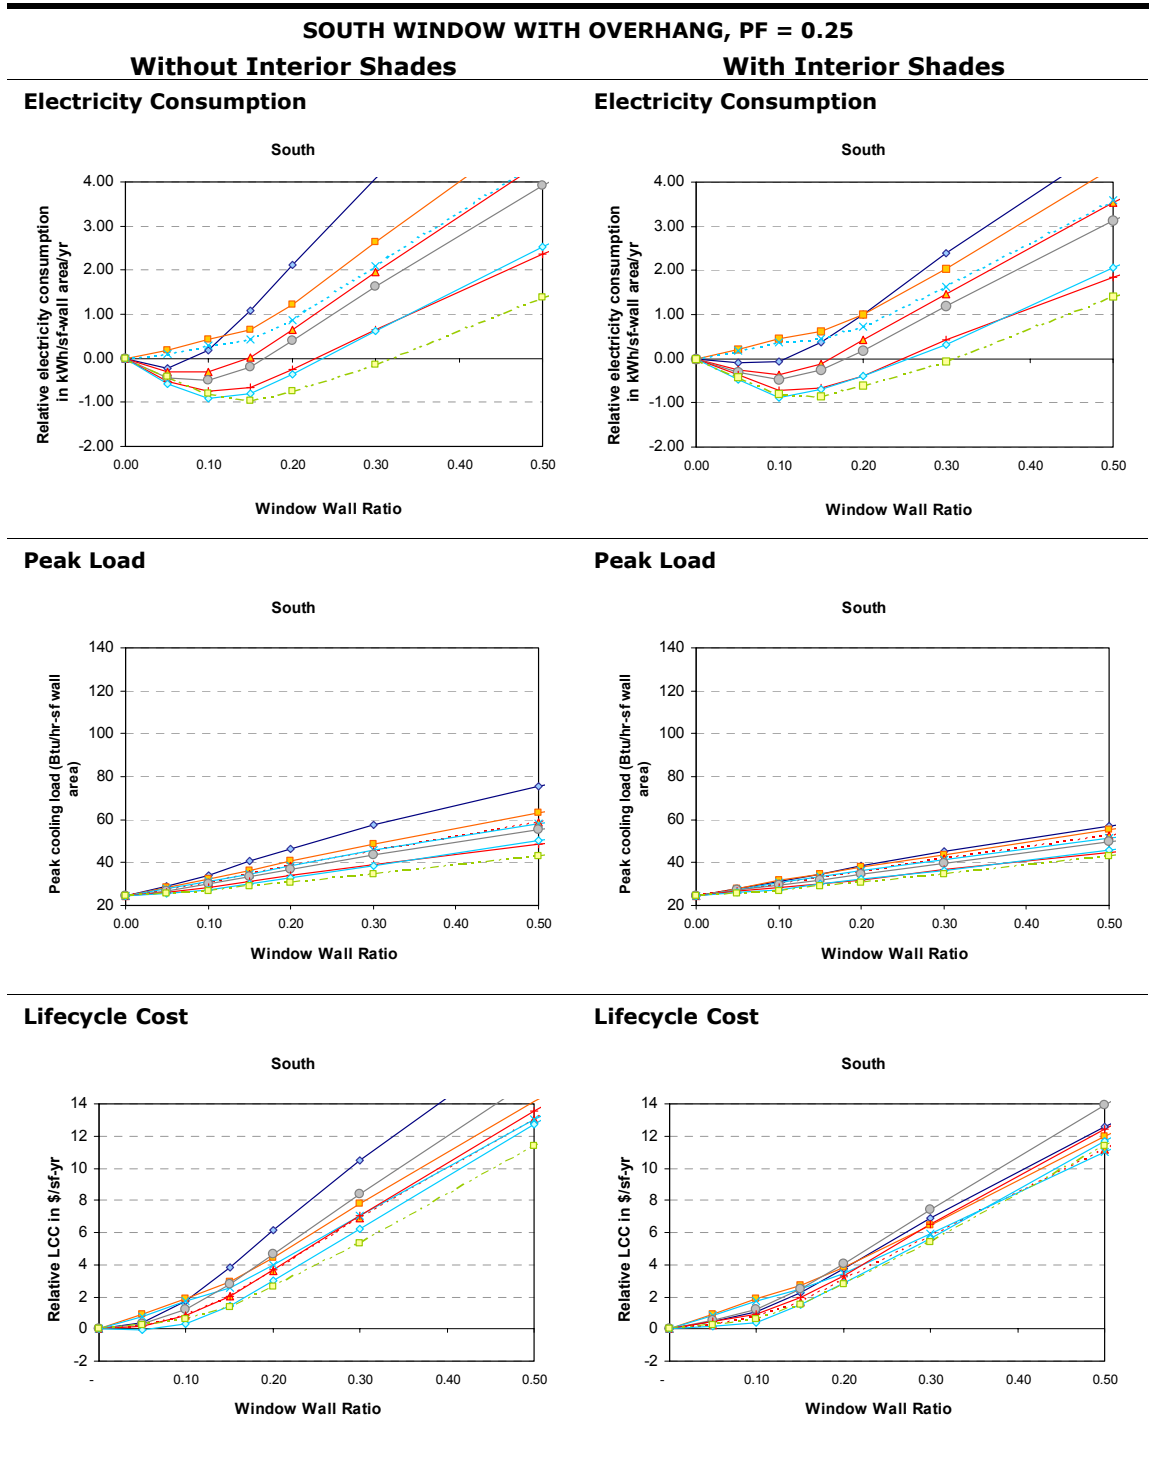 SOUTH WINDOW WITH OVERHANG, PF = 0.25
Without Interior Shades
With Interior Shades
Electricity Consumption
Electricity Consumption
South
Relative electricity consumption
in kWh/sf-wall area/yr
4.00
3.00
2.00
1.00
0.00
-1.00
-2.00
0.00 0.10 0.20 0.30 0.40 0.50
Window Wall Ratio
South
Relative electricity consumption
in kWh/sf-wall area/yr
4.00
3.00
2.00
1.00
0.00
-1.00
-2.00
0.00 0.10 0.20 0.30 0.40 0.50
Window Wall Ratio
Peak Load
Peak Load
South
Peak cooling load (Btu/hr-sf wall
area)
140
120
100
80
60
40
20
0.00 0.10 0.20 0.30 0.40 0.50
Window Wall Ratio
South
Peak cooling load (Btu/hr-sf wall
area)
140
120
100
80
60
40
20
0.00 0.10 0.20 0.30 0.40 0.50
Window Wall Ratio
Lifecycle Cost
Lifecycle Cost
South
Relative LCC in $/sf-yr
14
12
10
8
6
4
2
0
-2
- 0.10 0.20 0.30 0.40 0.50
Window Wall Ratio
South
Relative LCC in $/sf-yr
14
12
10
8
6
4
2
0
-2
- 0.10 0.20 0.30 0.40 0.50
Window Wall Ratio